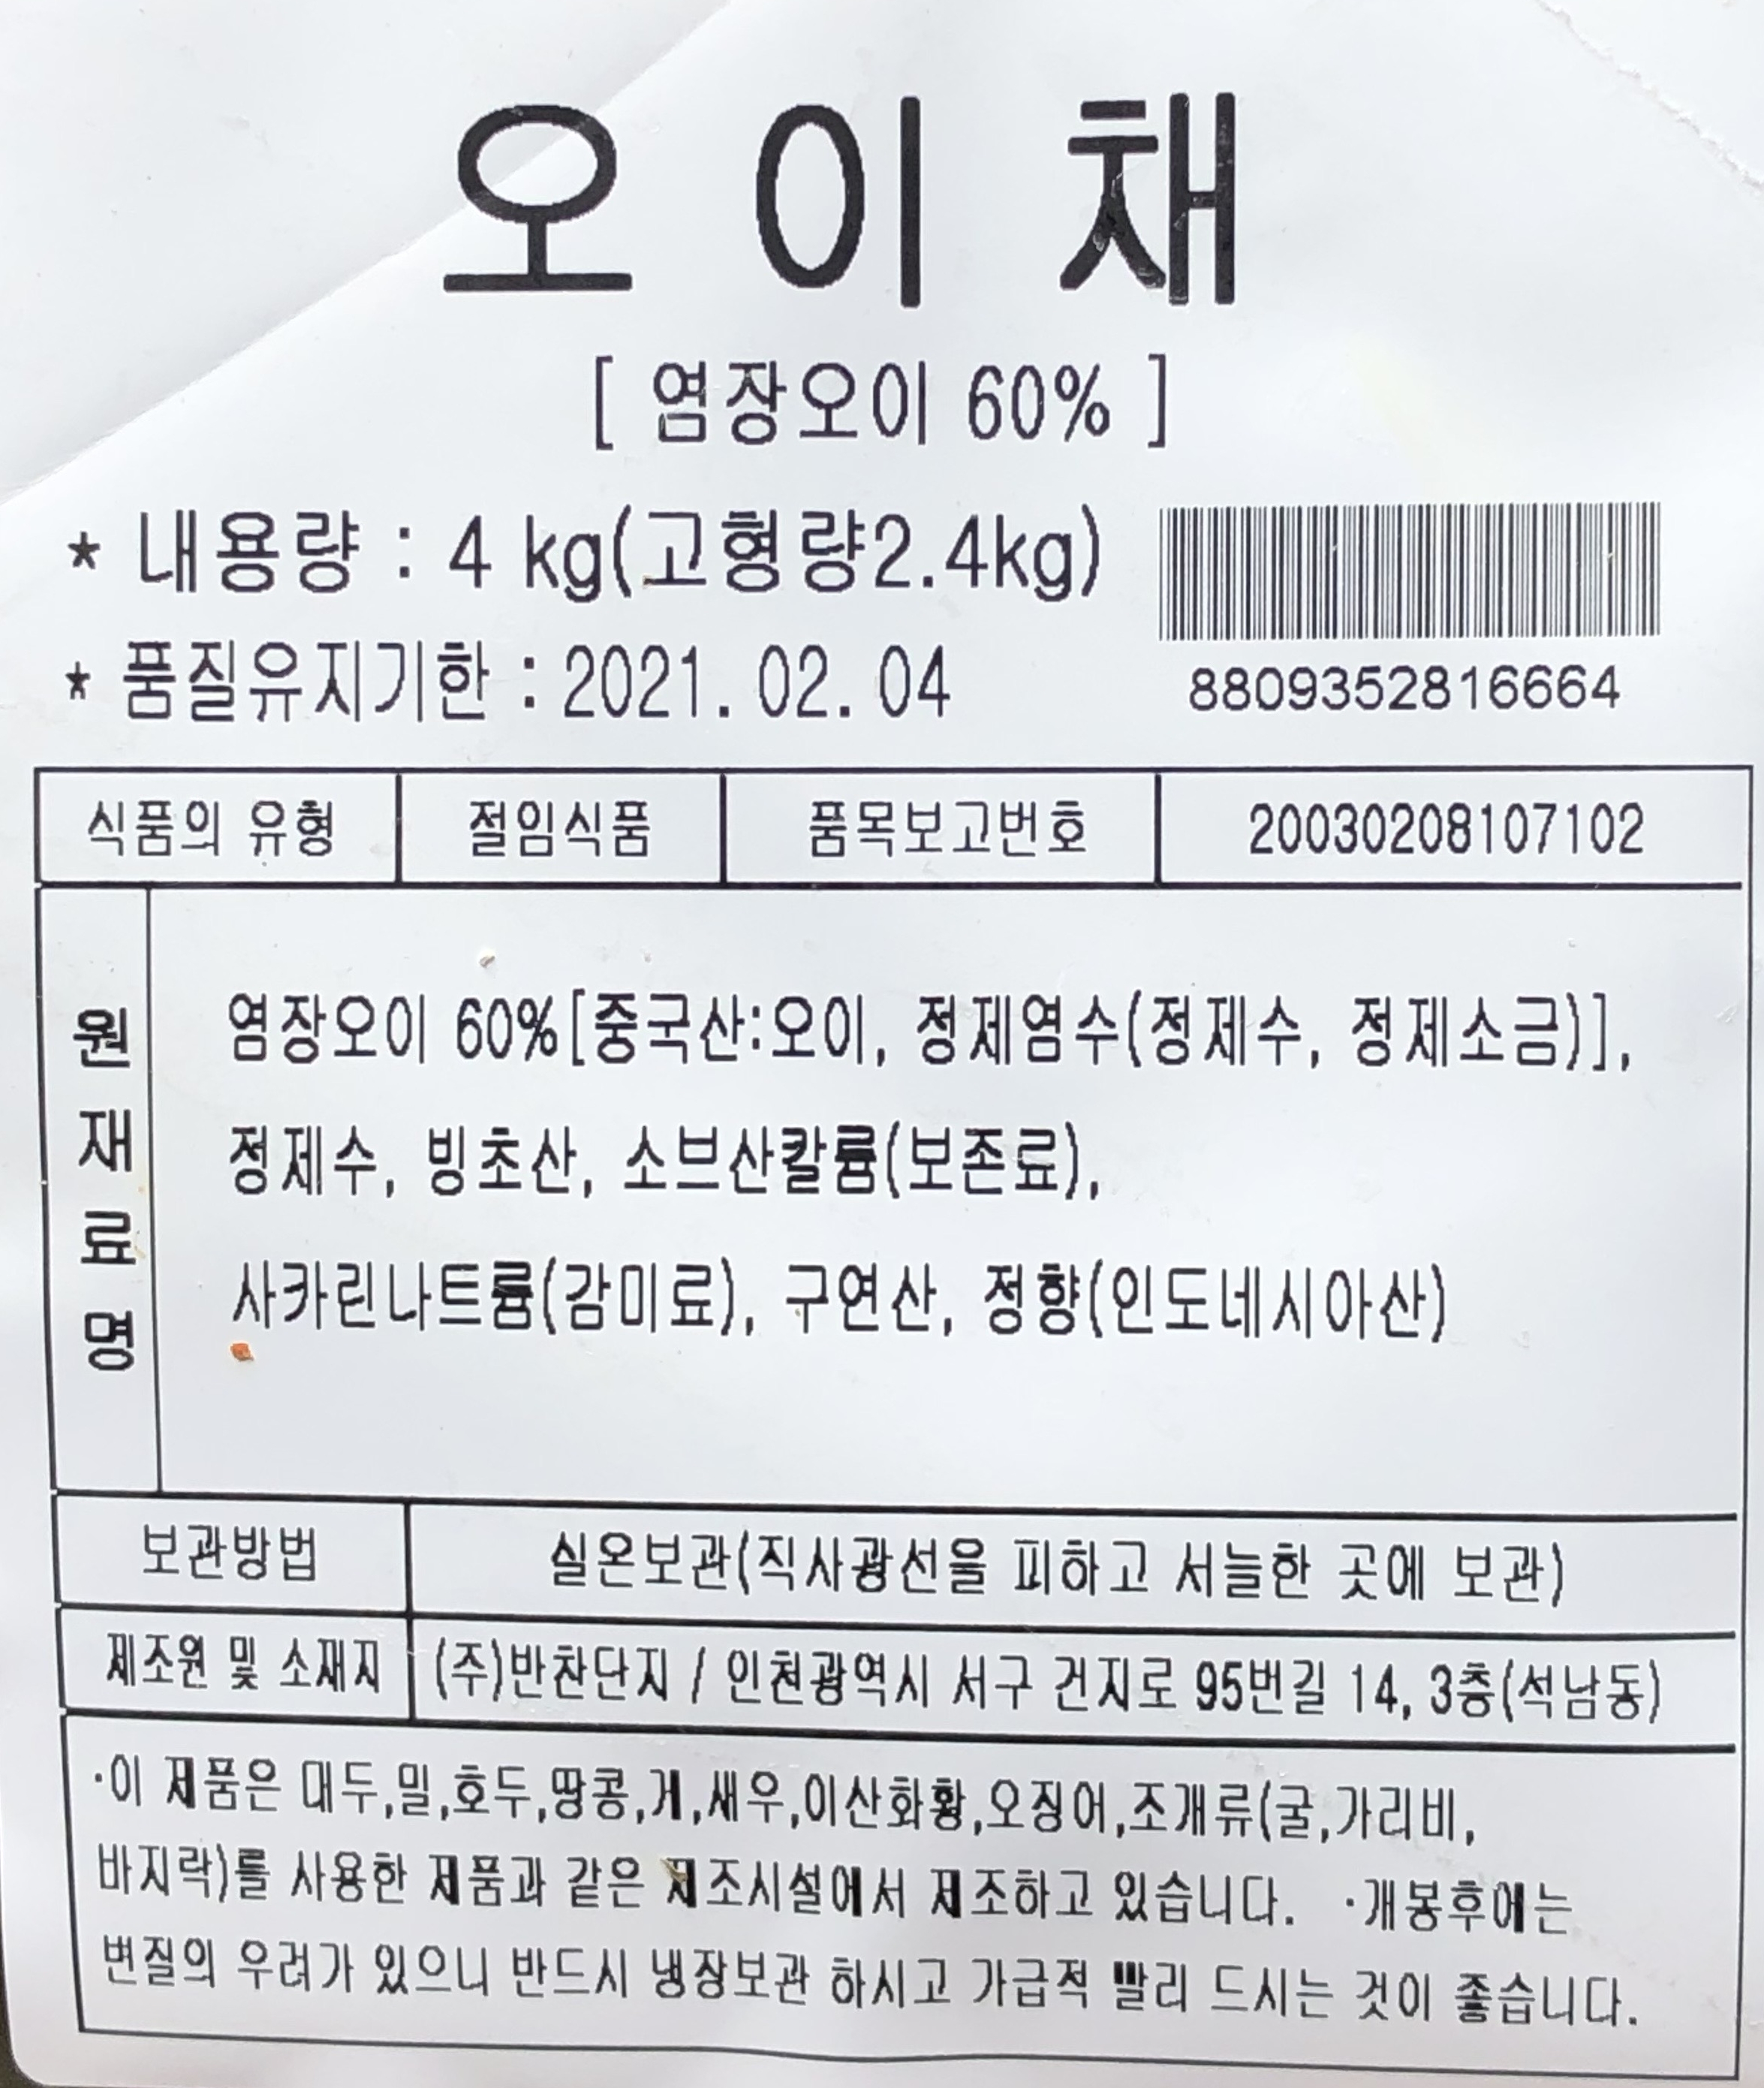 오이채
[ 염장오이 60% ]
* 내용량 : 4 kg(고형량2.4kg)
* 품질유지기한 : 2021. 02. 04
8809352816664
식품의 유형 절임식품 품목보고번호 20030208107102
원재료명
염장오이 60%[중국산:오이, 정제염수(정제수, 정제소금)],
정제수, 빙초산, 소브산칼륨(보존료),
사카린나트륨(감미료), 구연산, 정향(인도네시아산)
보관방법 실온보관(직사광선을 피하고 서늘한 곳에 보관)
제조원 및 소재지 (주)반찬단지 / 인천광역시 서구 건지로 95번길 14, 3층(석남동)
·이 제품은 대두,밀,호두,땅콩,게,새우,이산화황,오징어,조개류(굴,가리비,
바지락)를 사용한 제품과 같은 제조시설에서 제조하고 있습니다. ·개봉후에는
변질의 우려가 있으니 반드시 냉장보관 하시고 가급적 빨리 드시는 것이 좋습니다.